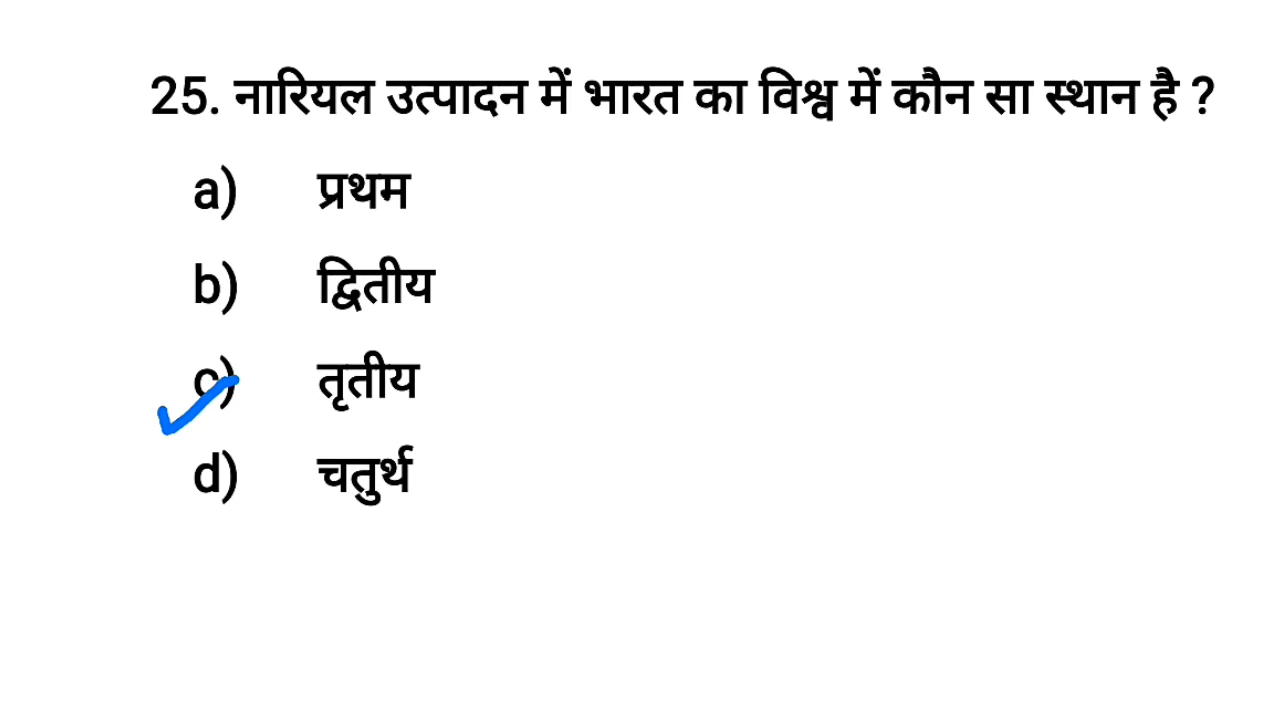 25. नारियल उत्पादन में भारत का विश्व में कौन सा स्थान है ?
a) प्रथम
b) द्वितीय
c) तृतीय
d) चतुर्थ